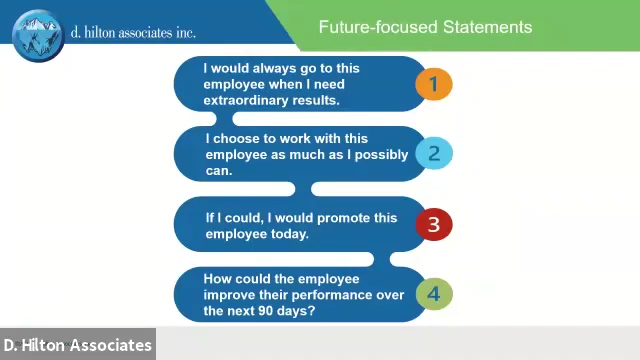 d. hilton associates inc.
Future-focused Statements
I would always go to this
employee when I need
extraordinary results.
1
I choose to work with this
employee as much as I possibly
can.
2
If I could, I would promote this
employee today.
3
How could the employee
improve their performance over
the next 90 days?
4
D. Hilton Associates